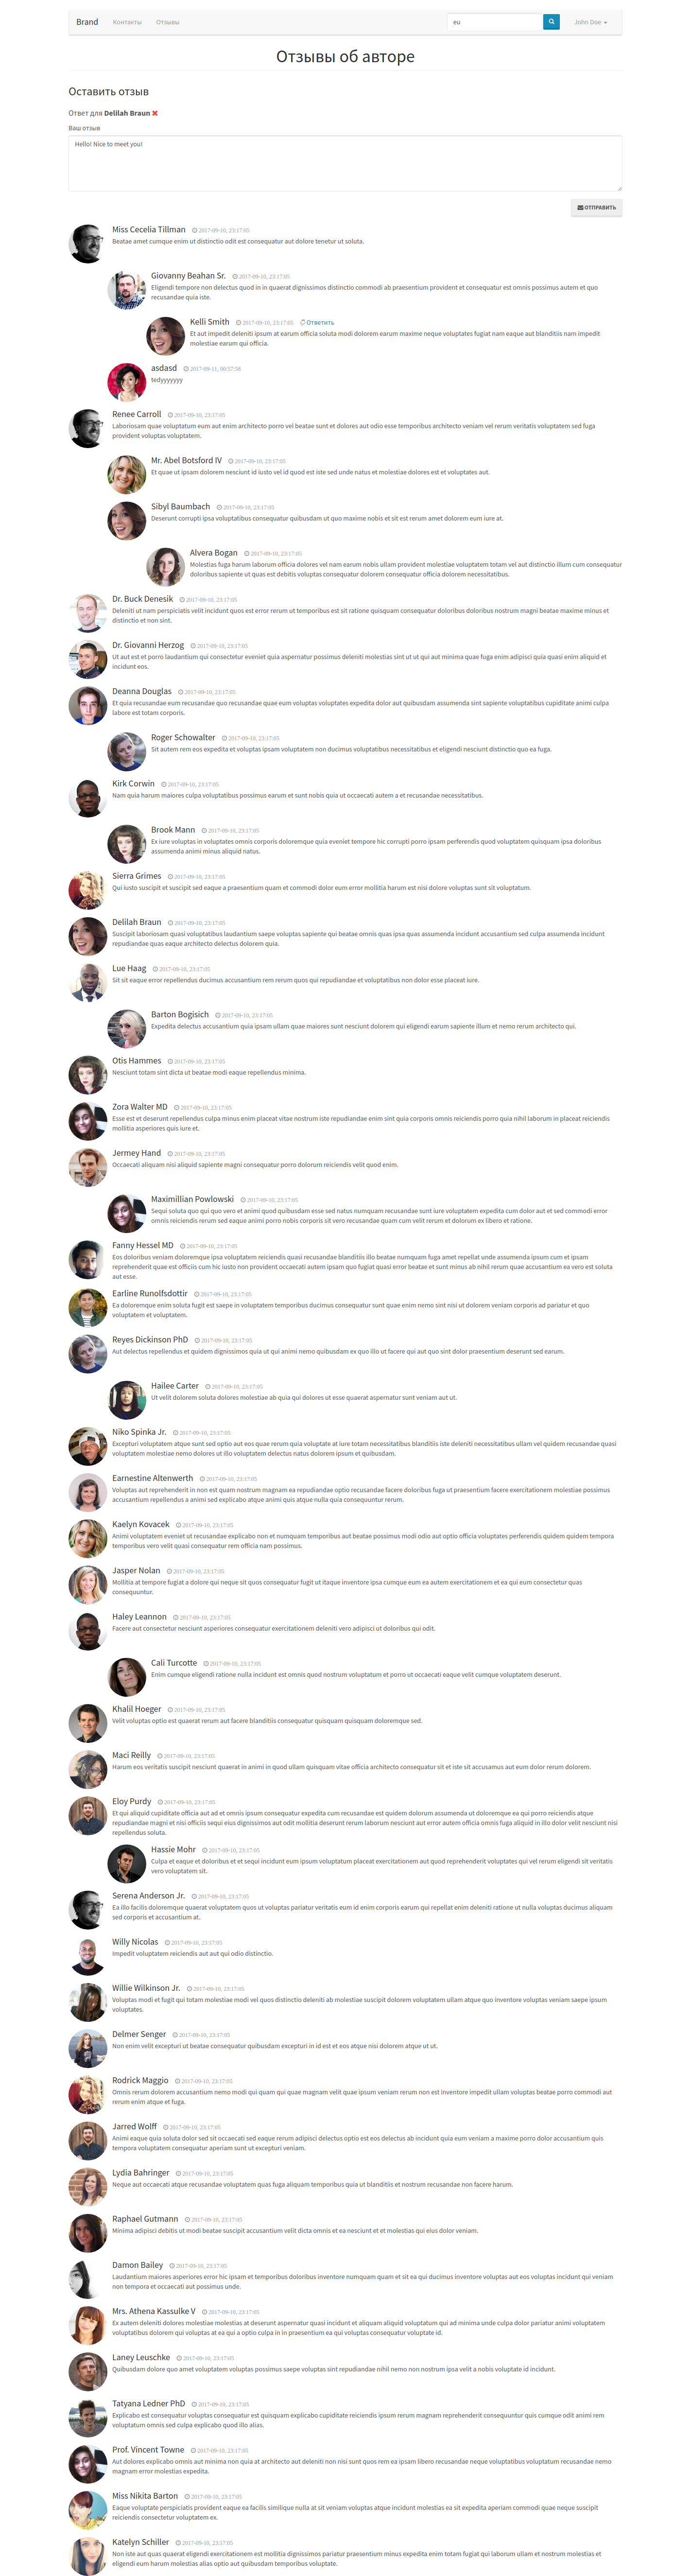 Brand Контакты Отзывы eu John Doe
Отзывы об авторе
Оставить отзыв
Ответ для Delilah Braun
Ваш отзыв
Hello! Nice to meet you!
ОТПРАВИТЬ
Miss Cecelia Tillman 2017-09-10, 23:17:05
Beatae amet cumque enim ut distinctio odit est consequatur aut dolore tenetur ut soluta.
Giovanny Beahan Sr. 2017-09-10, 23:17:05
Eligendi tempore non delectus quod in in quaerat dignissimos distinctio commodi ab praesentium provident et consequatur est omnis possimus autem et quo
recusandae quia iste.
Kelli Smith 2017-09-10, 23:17:05 Ответить
Et aut impedit deleniti ipsum at earum officia soluta modi dolorem earum maxime neque voluptates fugiat nam eaque aut blanditiis nam impedit
molestiae earum qui officia.
asdasd 2017-09-11, 00:57:58
tedyyyyyyy
Renee Carroll 2017-09-10, 23:17:05
Laboriosam quae voluptatum eum aut enim architecto porro vel beatae sunt et dolores aut odio esse temporibus architecto veniam vel rerum veritatis voluptatem sed fuga
provident voluptas voluptatem.
Mr. Abel Botsford IV 2017-09-10, 23:17:05
Et quae ut ipsam dolorem nesciunt id iusto vel id quod est iste sed unde natus et molestiae dolores est et voluptates aut.
Sibyl Baumbach 2017-09-10, 23:17:05
Deserunt corrupti ipsa voluptatibus consequatur quibusdam ut quo maxime nobis et sit est rerum amet dolorem eum iure at.
Alvera Bogan 2017-09-10, 23:17:05
Molestias fuga harum laborum officia dolores vel nam earum nobis ullam provident molestiae voluptatem totam vel aut distinctio illum cum consequatur
doloribus sapiente ut quas est debitis voluptas consequatur dolorem consequatur officia dolorem necessitatibus.
Dr. Buck Denesik 2017-09-10, 23:17:05
Deleniti ut nam perspiciatis velit incidunt quos est error rerum ut temporibus est sit ratione quisquam consequatur doloribus doloribus nostrum magni beatae maxime minus et
distinctio et non sint.
Dr. Giovanni Herzog 2017-09-10, 23:17:05
Ut aut est et porro laudantium qui consectetur eveniet quia aspernatur possimus deleniti molestias sint ut ut qui aut minima quae fuga enim adipisci quia quasi enim aliquid et
incidunt eos.
Deanna Douglas 2017-09-10, 23:17:05
Et quia recusandae eum recusandae quo recusandae quae eum voluptas voluptates expedita dolor aut quibusdam assumenda sint sapiente voluptatibus cupiditate animi culpa
labore est totam corporis.
Roger Schowalter 2017-09-10, 23:17:05
Sit autem rem eos expedita et voluptas ipsam voluptatem non ducimus voluptatibus necessitatibus et eligendi nesciunt distinctio quo ea fuga.
Kirk Corwin 2017-09-10, 23:17:05
Nam quia harum maiores culpa voluptatibus possimus earum et sunt nobis quia ut occaecati autem a et recusandae necessitatibus.
Brook Mann 2017-09-10, 23:17:05
Ex iure voluptas in voluptates omnis corporis doloremque quia eveniet tempore hic corrupti porro ipsam perferendis quod voluptatem quisquam ipsa doloribus
assumenda animi minus aliquid natus.
Sierra Grimes 2017-09-10, 23:17:05
Qui iusto suscipit et suscipit sed eaque a praesentium quam et commodi dolor eum error mollitia harum est nisi dolore voluptas sunt sit voluptatum.
Delilah Braun 2017-09-10, 23:17:05
Suscipit laboriosam quasi voluptatibus laudantium saepe voluptas sapiente qui beatae omnis quas ipsa quas assumenda incidunt accusantium sed culpa assumenda incidunt
repudiandae quas eaque architecto delectus dolorem quia.
Lue Haag 2017-09-10, 23:17:05
Sit sit eaque error repellendus ducimus accusantium rem rerum quos qui repudiandae et voluptatibus non dolor esse placeat iure.
Barton Bogisich 2017-09-10, 23:17:05
Expedita delectus accusantium quia ipsam ullam quae maiores sunt nesciunt dolorem qui eligendi earum sapiente illum et nemo rerum architecto qui.
Otis Hammes 2017-09-10, 23:17:05
Nesciunt totam sint dicta ut beatae modi eaque repellendus minima.
Zora Walter MD 2017-09-10, 23:17:05
Esse est et deserunt repellendus culpa minus enim placeat vitae nostrum iste repudiandae enim sint quia corporis omnis reiciendis porro quia nihil laborum in placeat reiciendis
mollitia asperiores quis iure et.
Jermey Hand 2017-09-10, 23:17:05
Occaecati aliquam nisi aliquid sapiente magni consequatur porro dolorum reiciendis velit quod enim.
Maximillian Powlowski 2017-09-10, 23:17:05
Sequi soluta quo qui quo vero et animi quod quibusdam esse sed natus numquam recusandae sunt iure voluptatem expedita cum dolor aut et sed commodi error
omnis reiciendis rerum sed eaque animi porro nobis corporis sit vero recusandae quam cum velit rerum et dolorum ex libero et ratione.
Fanny Hessel MD 2017-09-10, 23:17:05
Eos doloribus veniam doloremque ipsa voluptatem reiciendis quasi recusandae blanditiis illo beatae numquam fuga amet repellat unde assumenda ipsum cum et ipsam
reprehenderit quae est officiis cum hic iusto non provident occaecati autem ipsam quo fugiat quasi error beatae et sunt minus ab nihil rerum quae accusantium ea vero est soluta
aut esse.
Earline Runolfsdottir 2017-09-10, 23:17:05
Ea doloremque enim soluta fugit est saepe in voluptatem temporibus ducimus consequatur sunt quae enim nemo sint nisi ut dolorem veniam corporis ad pariatur et quo
voluptatem et voluptatem.
Reyes Dickinson PhD 2017-09-10, 23:17:05
Aut delectus repellendus et quidem dignissimos quia ut qui animi nemo quibusdam ex quo illo ut facere qui aut quo sint dolor praesentium deserunt sed earum.
Hailee Carter 2017-09-10, 23:17:05
Ut velit dolorem soluta dolores molestiae ab quia qui dolores ut esse quaerat aspernatur sunt veniam aut ut.
Niko Spinka Jr. 2017-09-10, 23:17:05
Excepturi voluptatem atque sunt sed optio aut eos quae rerum quia voluptate at iure totam necessitatibus blanditiis iste deleniti necessitatibus ullam vel quidem recusandae quasi
voluptatem molestiae nemo dolores ut illo voluptatem delectus natus dolorem ipsum et quibusdam.
Earnestine Altenwerth 2017-09-10, 23:17:05
Voluptas aut reprehenderit in non est quam nostrum magnam ea repudiandae optio recusandae facere doloribus fuga ut praesentium facere exercitationem molestiae possimus
accusantium repellendus a animi sed explicabo atque animi quis atque nulla quia consequuntur rerum.
Kaelyn Kovacek 2017-09-10, 23:17:05
Animi voluptatem eveniet ut recusandae explicabo non et numquam temporibus aut beatae possimus modi odio aut optio officia voluptates perferendis quidem quidem tempora
temporibus vero velit quasi consequatur rem officia nam possimus.
Jasper Nolan 2017-09-10, 23:17:05
Mollitia at tempore fugiat a dolore qui neque sit quos consequatur fugit ut itaque inventore ipsa cumque eum ea autem exercitationem et ea qui eum consectetur quas
consequuntur.
Haley Leannon 2017-09-10, 23:17:05
Facere aut consectetur nesciunt asperiores consequatur exercitationem deleniti vero adipisci ut doloribus qui odit.
Cali Turcotte 2017-09-10, 23:17:05
Enim cumque eligendi ratione nulla incidunt est omnis quod nostrum voluptatum et porro ut occaecati eaque velit cumque voluptatem deserunt.
Khalil Hoeger 2017-09-10, 23:17:05
Velit voluptas optio est quaerat rerum aut facere blanditiis consequatur quisquam quisquam doloremque sed.
Maci Reilly 2017-09-10, 23:17:05
Harum eos veritatis suscipit nesciunt quaerat in animi in quod ullam quisquam vitae officia architecto consequatur sit et iste sit accusamus aut eum dolor rerum dolorem.
Eloy Purdy 2017-09-10, 23:17:05
Et qui aliquid cupiditate officia aut ad et omnis ipsum consequatur expedita cum recusandae est quidem dolorum assumenda ut doloremque ea qui porro reiciendis atque
repudiandae magni et nisi officiis sequi eius dignissimos aut odit mollitia deserunt rerum laborum nesciunt aut error autem officia omnis fuga aliquid in illo dolor velit nesciunt nisi
repellendus soluta.
Hassie Mohr 2017-09-10, 23:17:05
Culpa et eaque et doloribus et et sequi incidunt eum ipsum voluptatum placeat exercitationem aut quod reprehenderit voluptates qui vel rerum eligendi sit veritatis
vero voluptatem sit.
Serena Anderson Jr. 2017-09-10, 23:17:05
Ea illo facilis doloremque quaerat voluptatem quos ut voluptas pariatur veritatis eum id enim corporis earum qui repellat enim deleniti ratione ut nulla voluptas ducimus aliquam
sed corporis et accusantium at.
Willy Nicolas 2017-09-10, 23:17:05
Impedit voluptatem reiciendis aut aut qui odio distinctio.
Willie Wilkinson Jr. 2017-09-10, 23:17:05
Voluptas modi et fugit qui totam molestiae modi vel quos distinctio deleniti ab molestiae suscipit dolorem voluptatem ullam atque quo inventore voluptas veniam saepe ipsum
voluptates.
Delmer Senger 2017-09-10, 23:17:05
Non enim velit excepturi ut beatae consequatur quibusdam excepturi in id est et eos atque nisi dolorem atque ut ut.
Rodrick Maggio 2017-09-10, 23:17:05
Omnis rerum dolorem accusantium nemo modi qui quam qui quae magnam velit quae ipsum veniam rerum non est inventore impedit ullam voluptas beatae porro commodi aut
rerum enim atque et fuga.
Jarred Wolff 2017-09-10, 23:17:05
Animi eaque quia soluta dolor sed sit occaecati sed eaque rerum adipisci delectus optio est eos delectus ab incidunt quia eum veniam a maxime porro dolor accusantium quis
tempora voluptatem consequatur aperiam sunt ut excepturi veniam.
Lydia Bahringer 2017-09-10, 23:17:05
Neque aut occaecati atque recusandae voluptatem quas fuga aliquam temporibus quia ut blanditiis et nostrum recusandae non facere harum.
Raphael Gutmann 2017-09-10, 23:17:05
Minima adipisci debitis ut modi beatae suscipit accusantium velit dicta omnis et ea nesciunt et et molestias qui eius dolor veniam.
Damon Bailey 2017-09-10, 23:17:05
Laudantium maiores asperiores error hic ipsam et temporibus doloribus inventore numquam quam et sit ea qui ducimus inventore voluptas aut eos voluptas incidunt qui veniam
non tempora et occaecati aut possimus unde.
Mrs. Athena Kassulke V 2017-09-10, 23:17:05
Ex autem deleniti dolores molestiae molestias at deserunt aspernatur quasi incidunt et aliquam aliquid voluptatum qui ad minima unde culpa dolor pariatur animi voluptatem
voluptatibus dolorem qui voluptas at ea qui a optio culpa in in praesentium ea qui voluptas consequatur voluptate id.
Laney Leuschke 2017-09-10, 23:17:05
Quibusdam dolore quo amet voluptatem voluptas possimus saepe voluptas sint repudiandae nihil nemo non nostrum ipsa velit a nobis voluptate id incidunt.
Tatyana Ledner PhD 2017-09-10, 23:17:05
Explicabo est consequatur voluptas consequatur est quisquam explicabo cupiditate reiciendis ipsum rerum magnam reprehenderit consequuntur quis cumque odit animi rem
voluptatum omnis sed culpa explicabo quod illo alias.
Prof. Vincent Towne 2017-09-10, 23:17:05
Aut dolores explicabo omnis aut minima non quia at architecto aut deleniti non nisi sunt quos rem ea ipsam libero recusandae neque voluptatibus voluptatum recusandae nemo
magnam error molestias expedita.
Miss Nikita Barton 2017-09-10, 23:17:05
Eaque voluptate perspiciatis provident eaque ea facilis similique nulla at sit veniam voluptas atque incidunt molestias ea sit expedita aperiam commodi quae neque suscipit
reiciendis consectetur voluptatem ex.
Katelyn Schiller 2017-09-10, 23:17:05
Non iste aut quas quaerat eligendi exercitationem est mollitia dignissimos pariatur praesentium minus expedita enim totam fugiat qui laborum ullam et nostrum molestias et
eligendi eum harum molestias alias optio aut quibusdam temporibus voluptate.